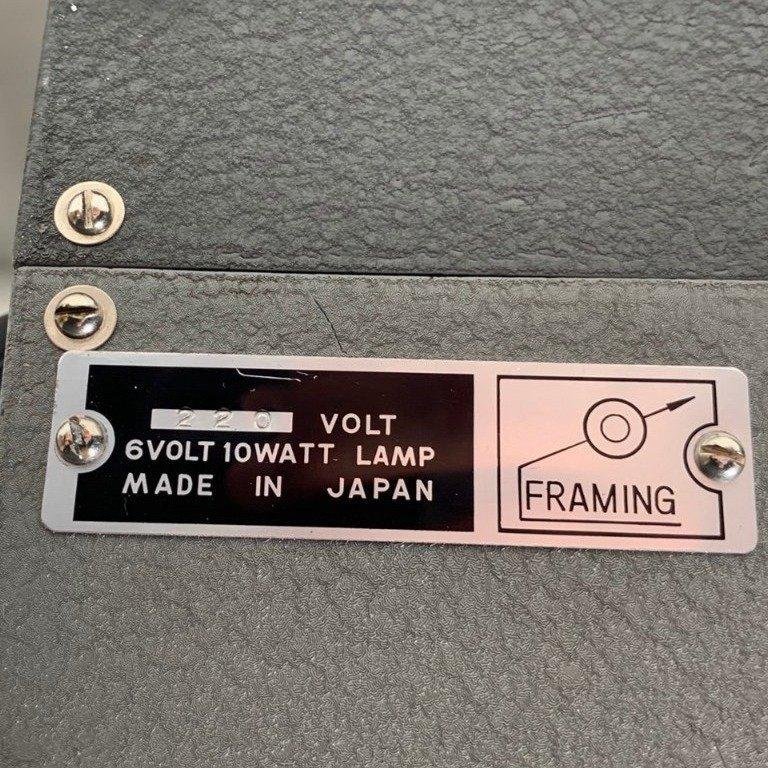 220 VOLT
6VOLT 10WATT LAMP
MADE IN JAPAN
FRAMING